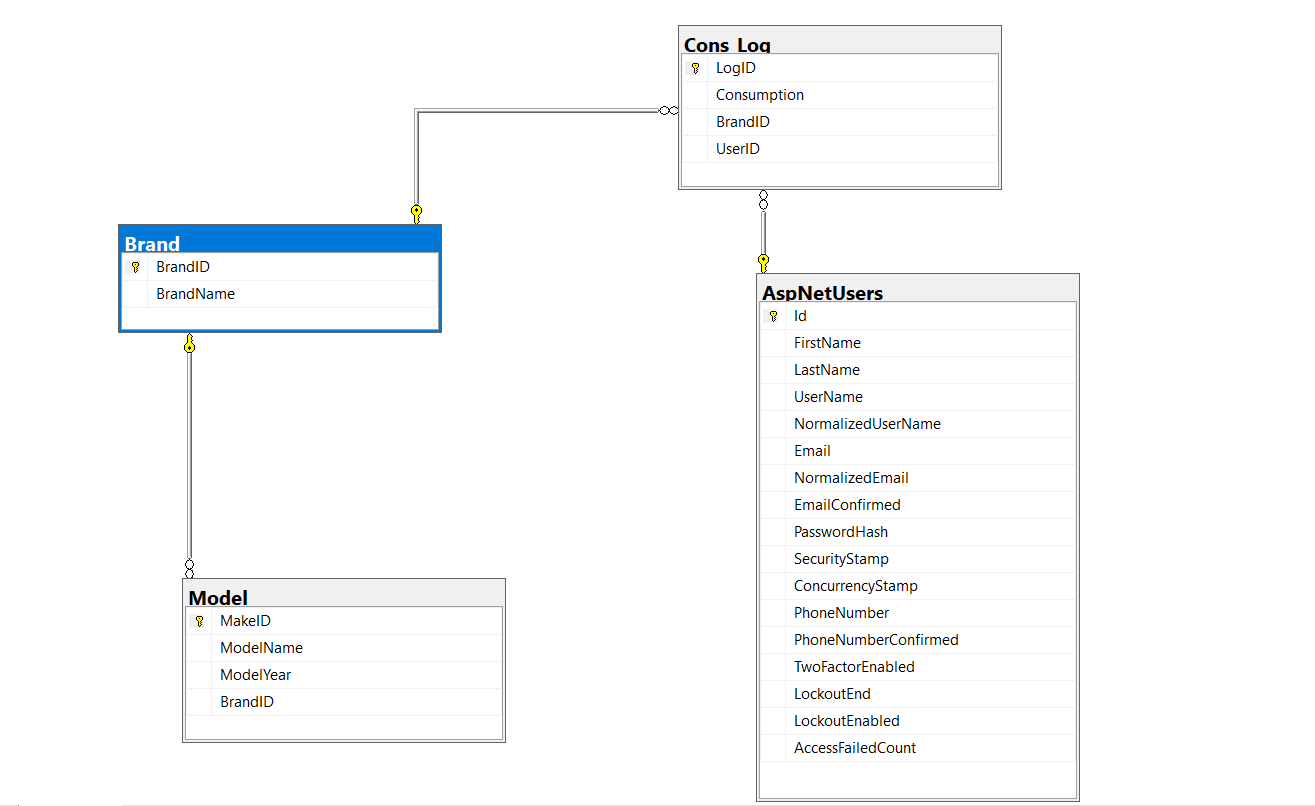 Cons_Log
LogID
Consumption
BrandID
UserID
Brand
BrandID
BrandName
AspNetUsers
Id
FirstName
LastName
UserName
NormalizedUserName
Email
NormalizedEmail
EmailConfirmed
PasswordHash
SecurityStamp
ConcurrencyStamp
PhoneNumber
PhoneNumberConfirmed
TwoFactorEnabled
LockoutEnd
LockoutEnabled
AccessFailedCount
Model
MakeID
ModelName
ModelYear
BrandID